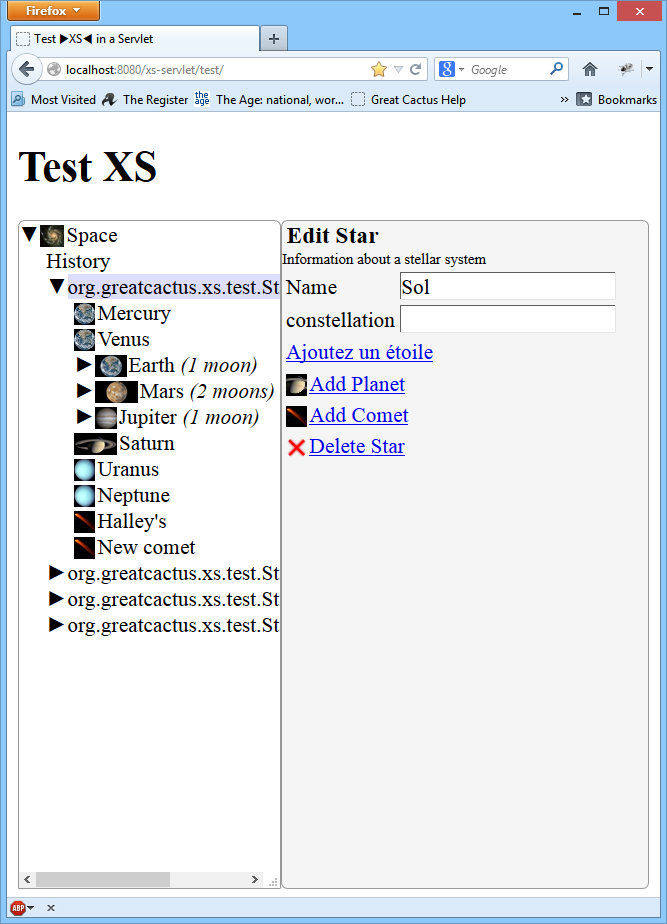 Firefox
Test ▶XS◀ in a Servlet
localhost:8080/xs-servlet/test/
Google
Most Visited The Register the age The Age: national, wor... Great Cactus Help » Bookmarks
Test XS
Space
History
org.greatcactus.xs.test.St
Mercury
Venus
Earth (1 moon)
Mars (2 moons)
Jupiter (1 moon)
Saturn
Uranus
Neptune
Halley's
New comet
org.greatcactus.xs.test.St
org.greatcactus.xs.test.St
org.greatcactus.xs.test.St
Edit Star
Information about a stellar system
Name Sol
constellation
Ajoutez un étoile
Add Planet
Add Comet
Delete Star
ABP